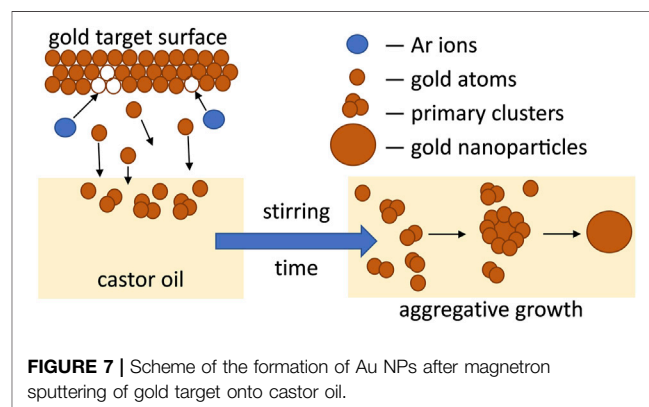 gold target surface
— Ar ions
— gold atoms
— primary clusters
— gold nanoparticles
stirring
time
castor oil
aggregative growth
FIGURE 7 | Scheme of the formation of Au NPs after magnetron
sputtering of gold target onto castor oil.